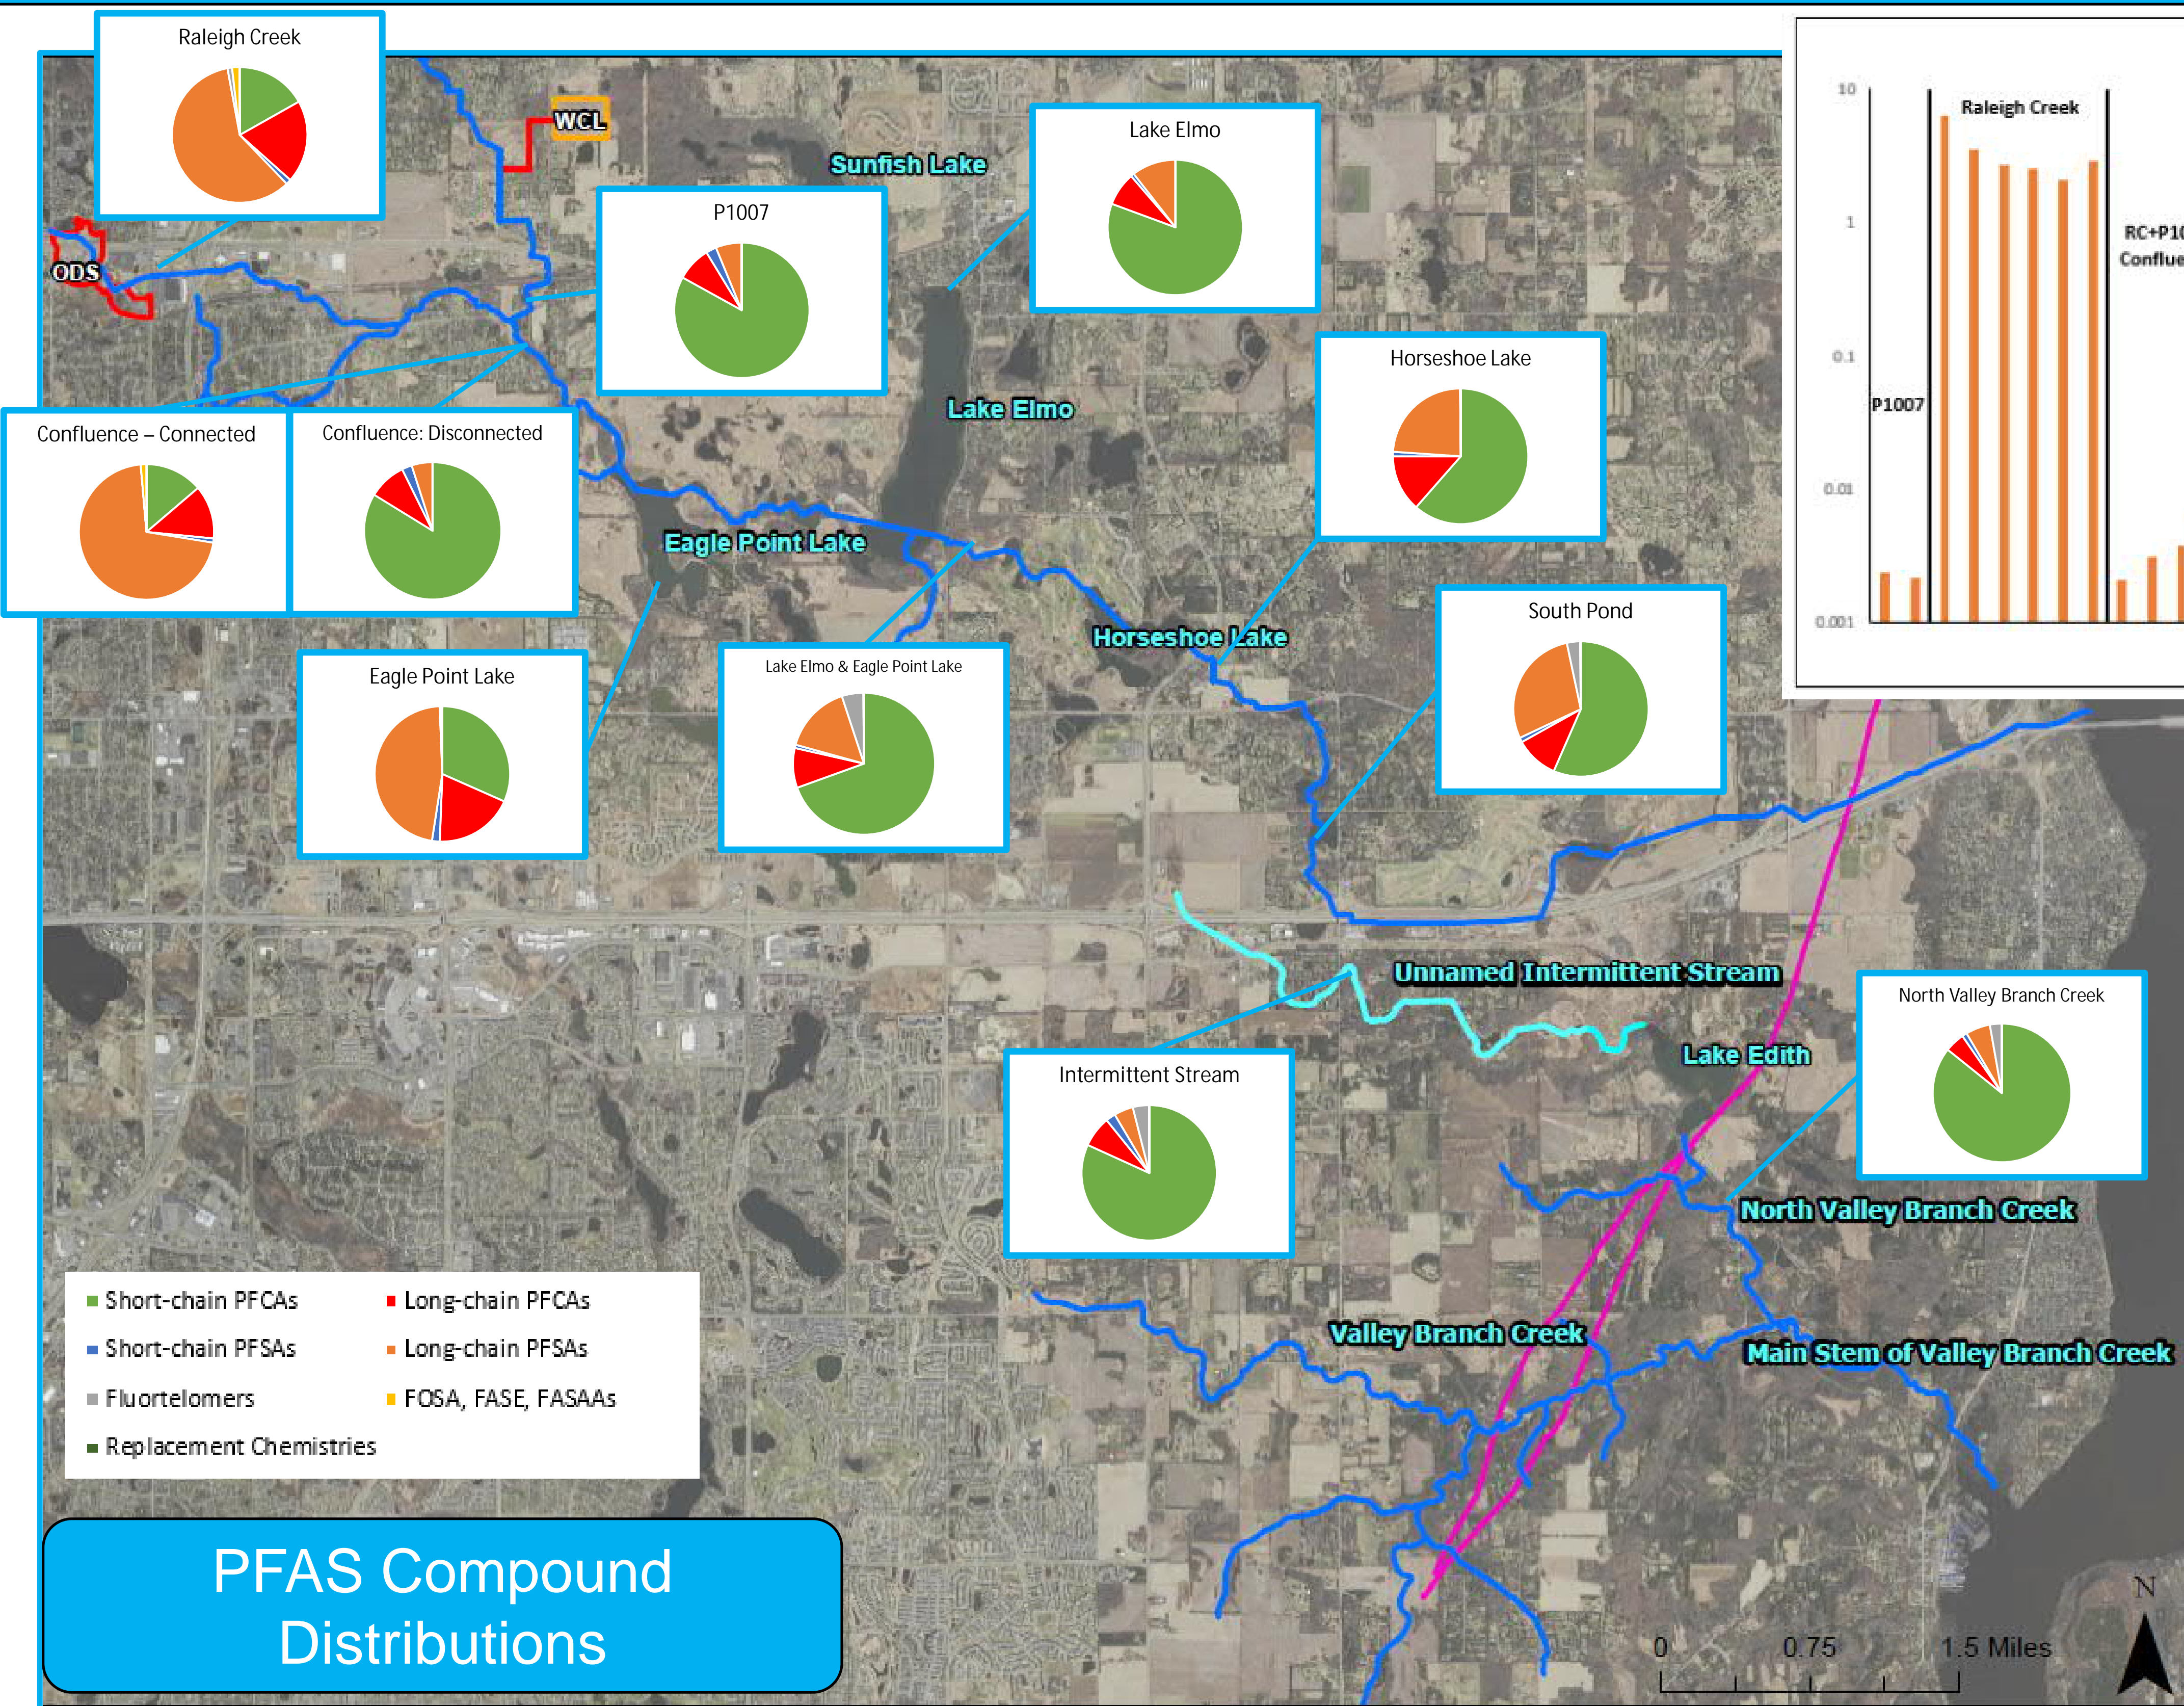 Raleigh Creek
WCL
Sunfish Lake
Lake Elmo
P1007
ODS
Horseshoe Lake
Lake Elmo
Confluence – Connected
Confluence: Disconnected
Eagle Point Lake
Horseshoe Lake
South Pond
Eagle Point Lake
Lake Elmo & Eagle Point Lake
Unnamed Intermittent Stream
North Valley Branch Creek
Lake Edith
Intermittent Stream
North Valley Branch Creek
Valley Branch Creek
Main Stem of Valley Branch Creek
10
1
0.1
0.01
0.001
Raleigh Creek
P1007
Short-chain PFCAs
Long-chain PFCAs
Short-chain PFSAs
Long-chain PFSAs
Fluortelomers
FOSA, FASE, FASAAs
Replacement Chemistries
PFAS Compound
Distributions
0 0.75 1.5 Miles
N